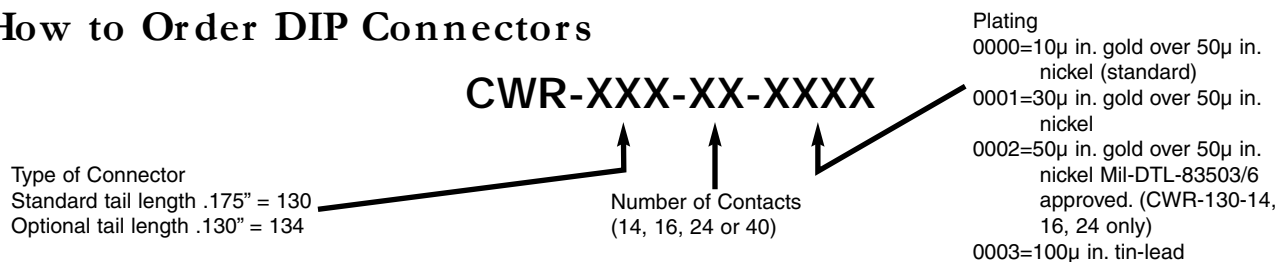 How to Order DIP Connectors
CWR-XXX-XX-XXXX
Type of Connector
Standard tail length .175” = 130
Optional tail length .130” = 134
Number of Contacts
(14, 16, 24 or 40)
Plating
0000=10µ in. gold over 50µ in.
nickel (standard)
0001=30µ in. gold over 50µ in.
nickel
0002=50µ in. gold over 50µ in.
nickel Mil-DTL-83503/6
approved. (CWR-130-14,
16, 24 only)
0003=100µ in. tin-lead